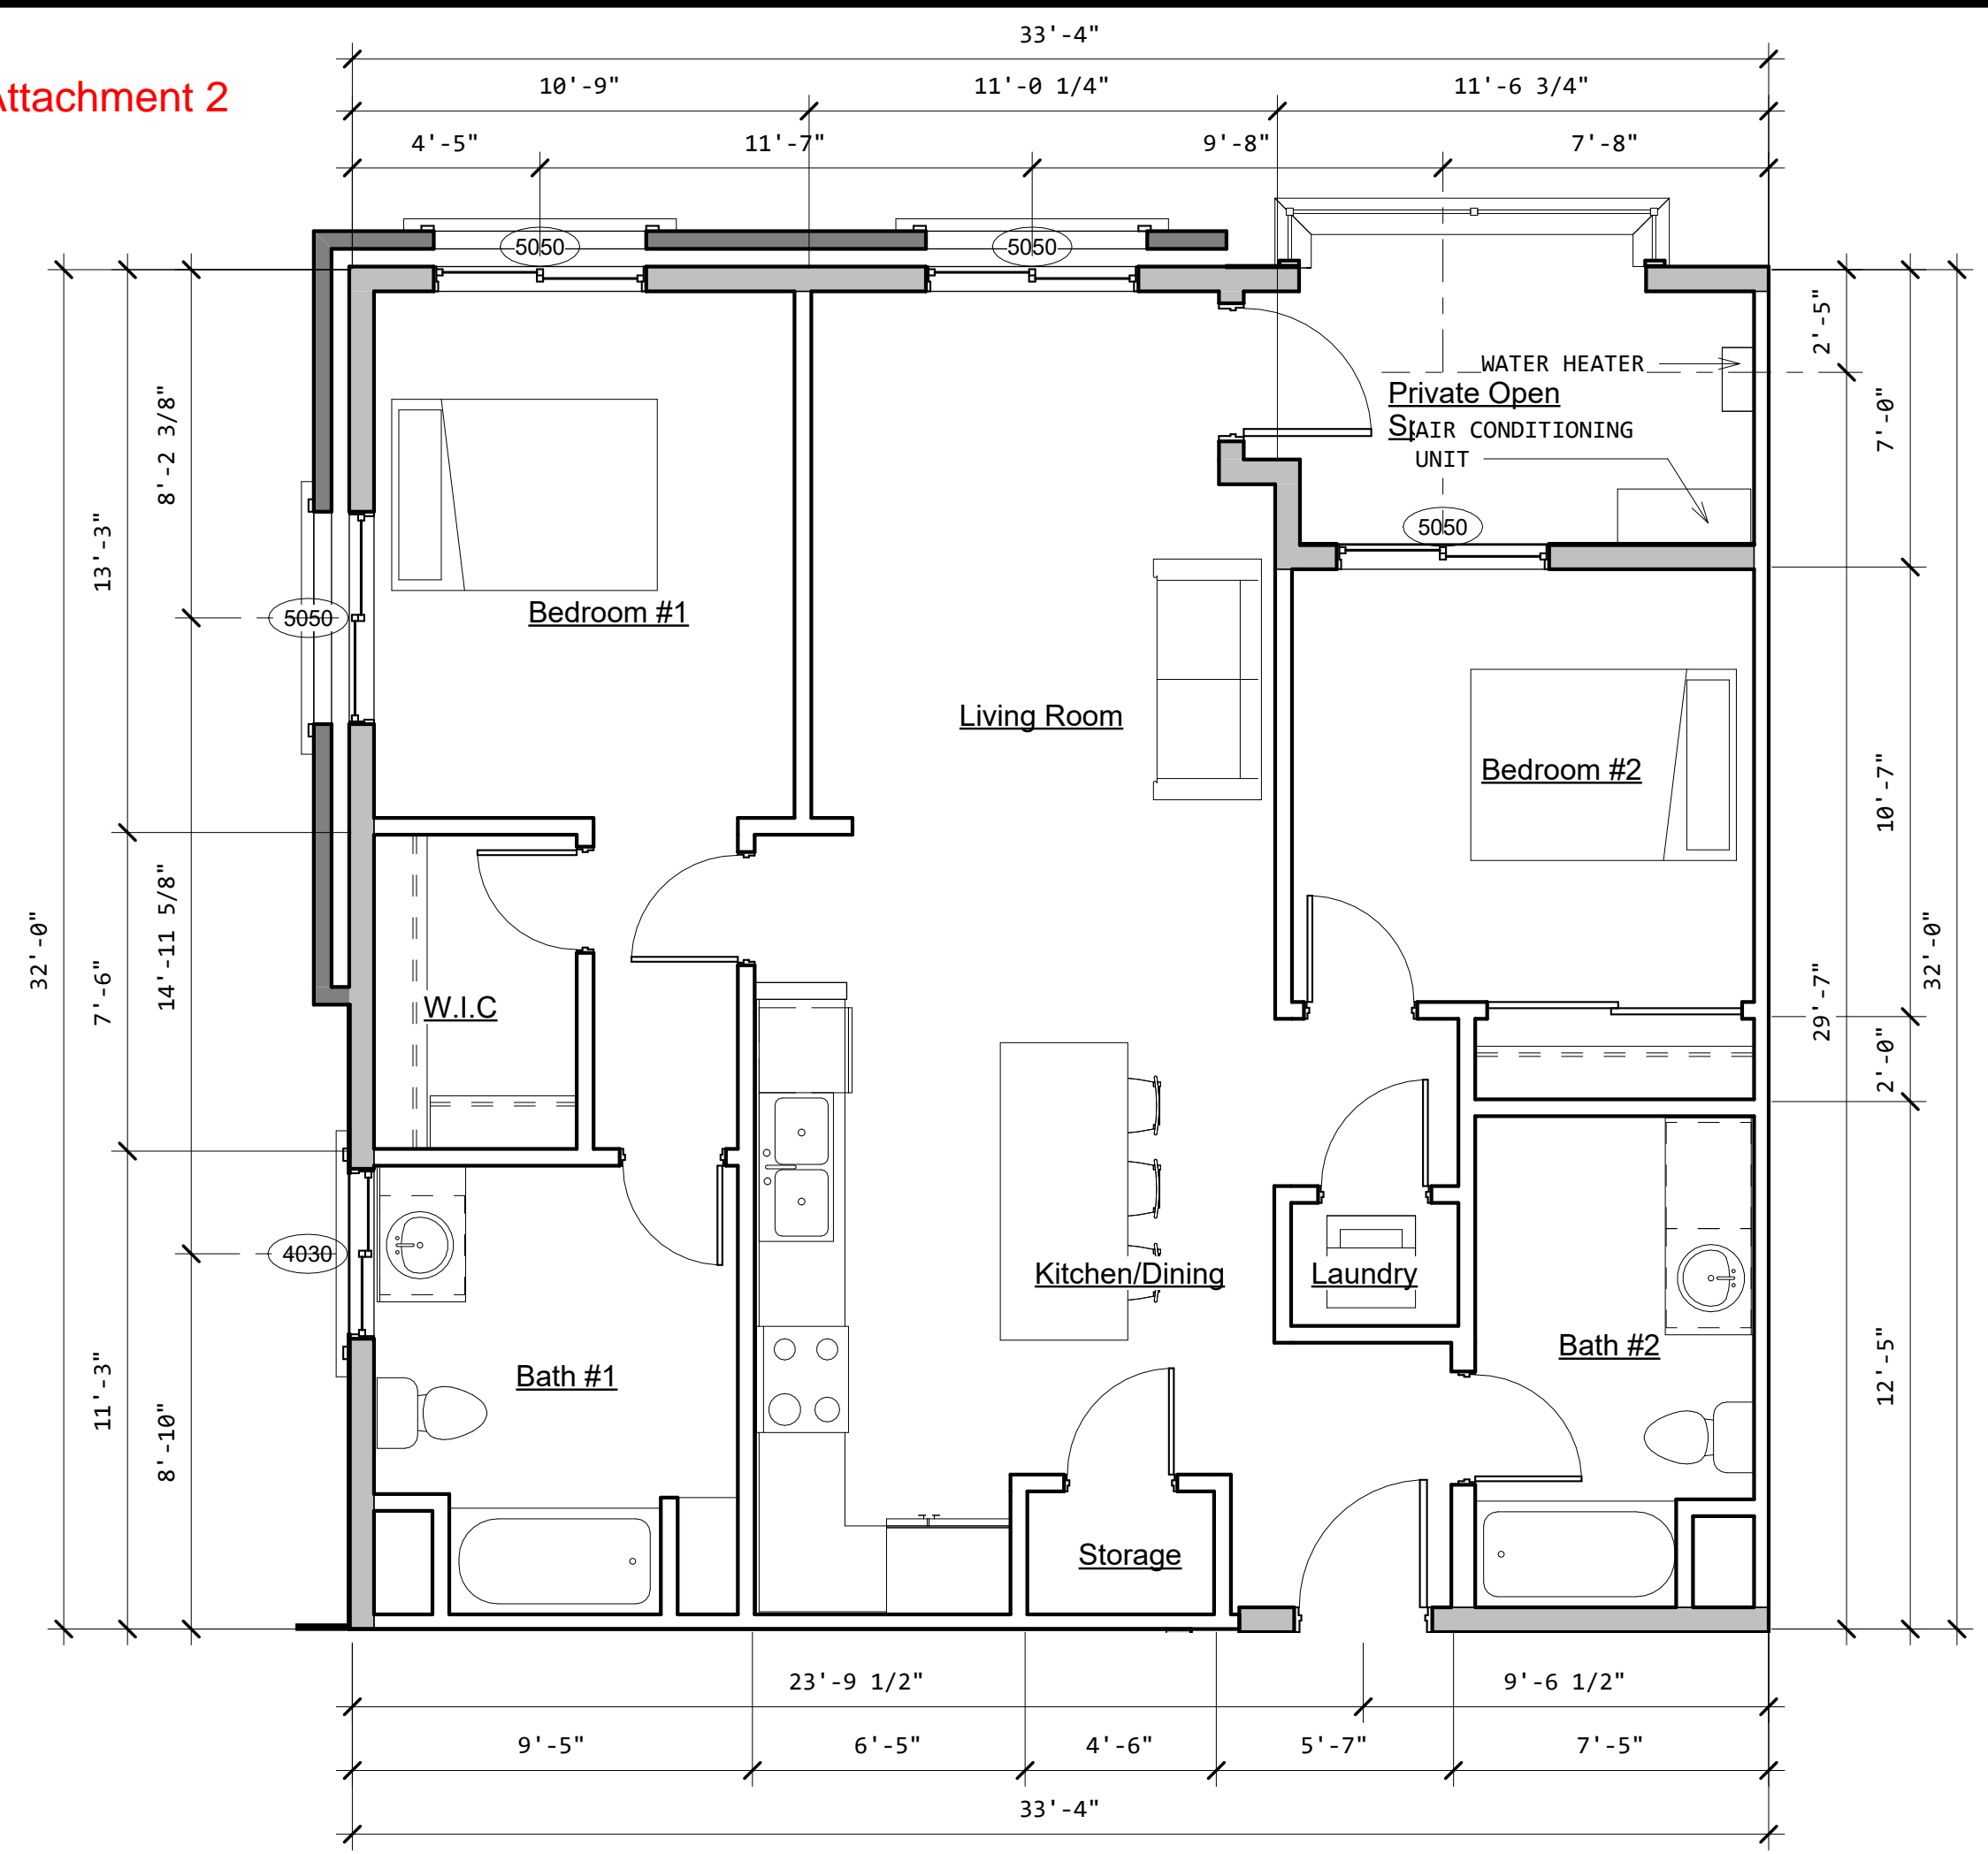 33'-4"
Attachment 2
10'-9" 11'-0 1/4" 11'-6 3/4"
4'-5" 11'-7" 9'-8" 7'-8"
5050 5050
2'-5"
WATER HEATER
Private Open
AIR CONDITIONING
UNIT
7'-0"
8'-2 3/8"
5050
13'-3"
5050
Bedroom #1
Living Room
Bedroom #2
10'-7"
32'-0"
14'-11 5/8"
7'-6"
W.I.C
29'-7"
32'-0"
2'-0"
4030
Kitchen/Dining
Laundry
Bath #2
Bath #1
11'-3"
8'-10"
12'-5"
Storage
23'-9 1/2" 9'-6 1/2"
9'-5" 6'-5" 4'-6" 5'-7" 7'-5"
33'-4"